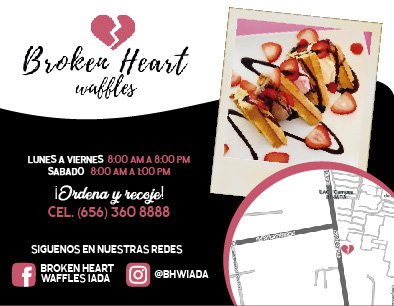 Broken Heart
waffles
LUNES A VIERNES 8:00 AM A 8:00 PM
SABADO 8:00 AM A 1:00 PM
¡Ordena y recoje!
CEL. (656) 360 8888
SIGUENOS EN NUESTRAS REDES
BROKEN HEART
WAFFLES IADA
@BHWIADA